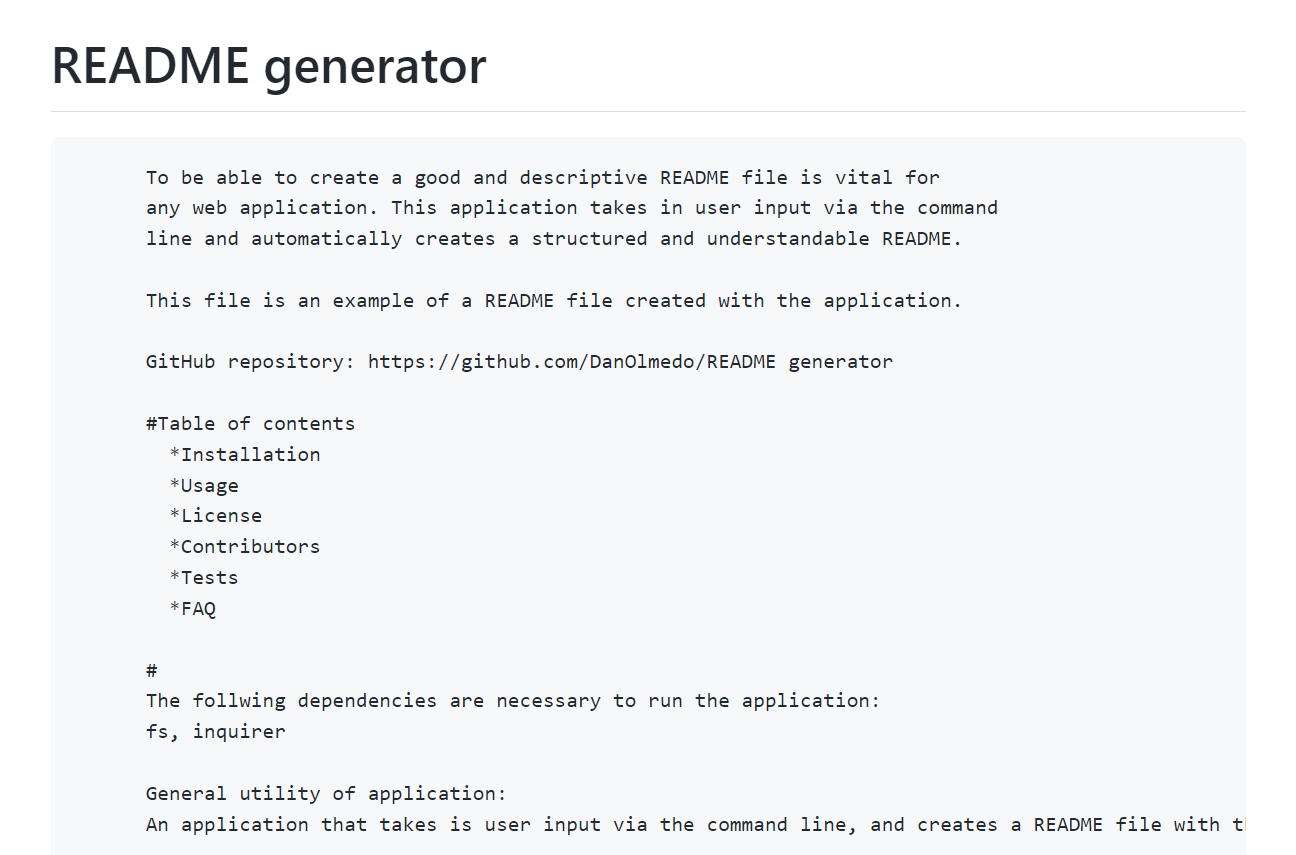 README generator
To be able to create a good and descriptive README file is vital for
any web application. This application takes in user input via the command
line and automatically creates a structured and understandable README.
This file is an example of a README file created with the application.
GitHub repository: https://github.com/DanOlmedo/README generator
#Table of contents
*Installation
*Usage
*License
*Contributors
*Tests
*FAQ
#
The follwing dependencies are necessary to run the application:
fs, inquirer
General utility of application:
An application that takes is user input via the command line, and creates a README file with